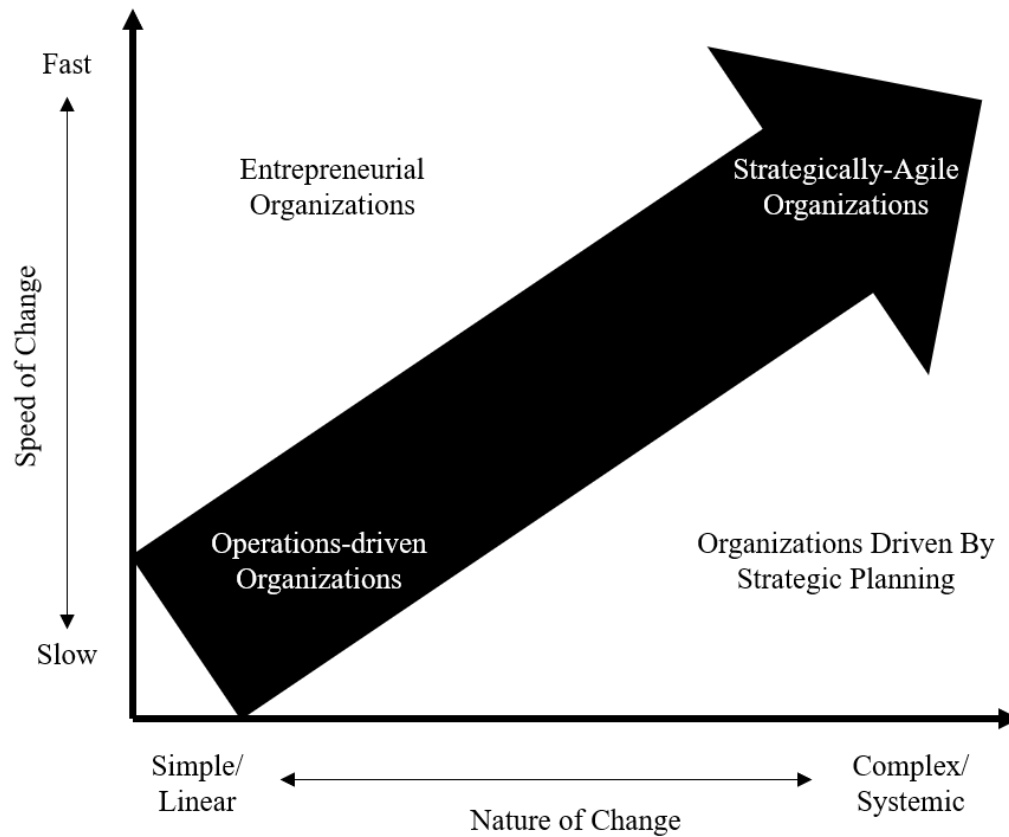 Fast
Entrepreneurial
Organizations
Strategically-Agile
Organizations
Speed of Change
Operations-driven
Organizations
Organizations Driven By
Strategic Planning
Slow
Simple/
Linear
Complex/
Systemic
Nature of Change